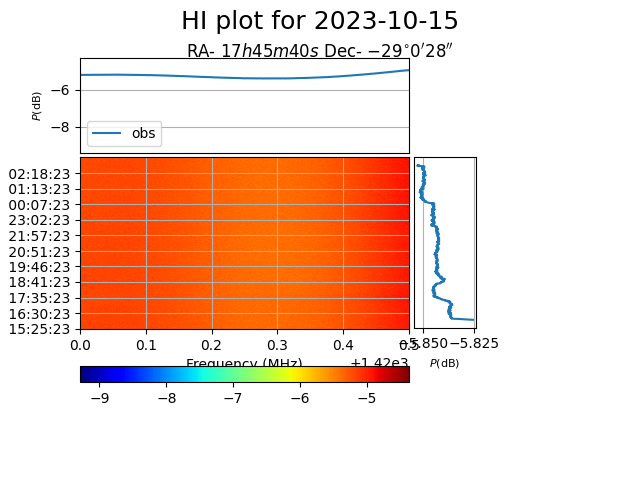 HI plot for 2023-10-15
RA- 17h45m40s Dec- −29°0′28′′
P(dB)
−6
−8
obs
02:18:23
01:13:23
00:07:23
23:02:23
21:57:23
20:51:23
19:46:23
18:41:23
17:35:23
16:30:23
15:25:23
0.0 0.1 0.2 0.3 0.4 0.5
−5.850 −5.825
Frequency (MHz) +1.42e3
P(dB)
−9 −8 −7 −6 −5